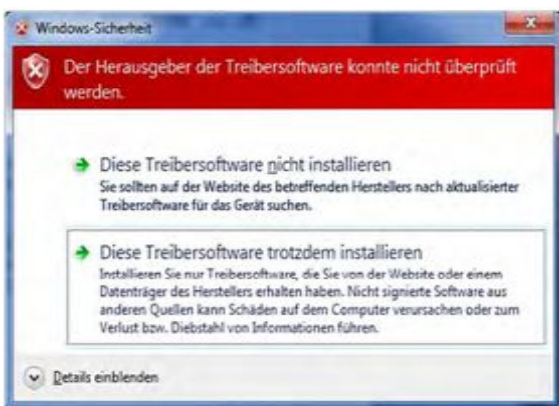 Windows-Sicherheit
Der Herausgeber der Treibersoftware konnte nicht überprüft
werden.
Diese Treibersoftware nicht installieren
Sie sollten auf der Website des betreffenden Herstellers nach aktualisierter
Treibersoftware für das Gerät suchen.
Diese Treibersoftware trotzdem installieren
Installieren Sie nur Treibersoftware, die Sie von der Website oder einem
Datenträger des Herstellers erhalten haben. Nicht signierte Software aus
anderen Quellen kann Schäden auf dem Computer verursachen oder zum
Verlust bzw. Diebstahl von Informationen führen.
Details einblenden